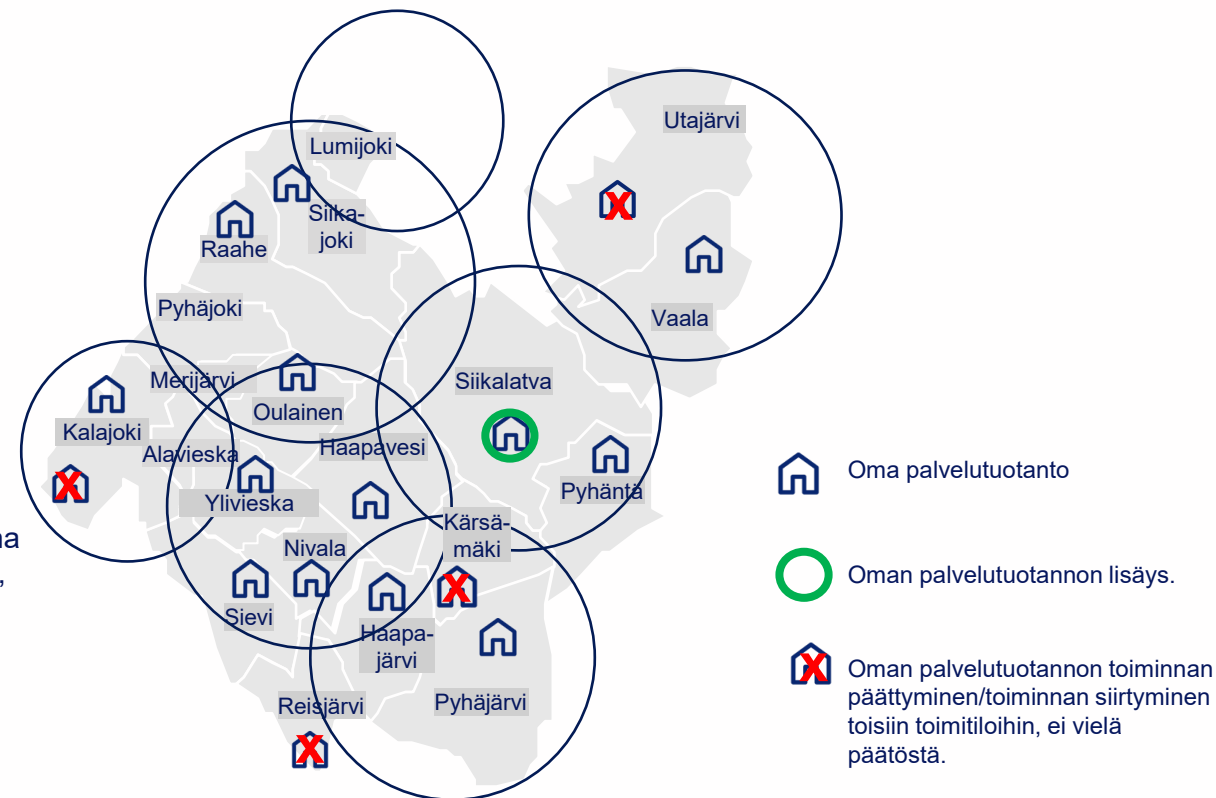 Utajärvi
Lumijoki
Siika-
joki
Raahe
Pyhäjoki
Vaala
Merijärvi
Siikalatva
Oulainen
Kalajoki
Alavieska
Haapavesi
Ylivieska
Pyhäntä
Kärsä-
mäki
Nivala
Sievi
Haapa-
järvi
Reisjärvi
Pyhäjärvi
na
,
Oma palvelutuotanto
Oman palvelutuotannon lisäys.
X Oman palvelutuotannon toiminnan
päättyminen/toiminnan siirtyminen
toisiin toimitiloihin, ei vielä
päätöstä.
X
X
X
X